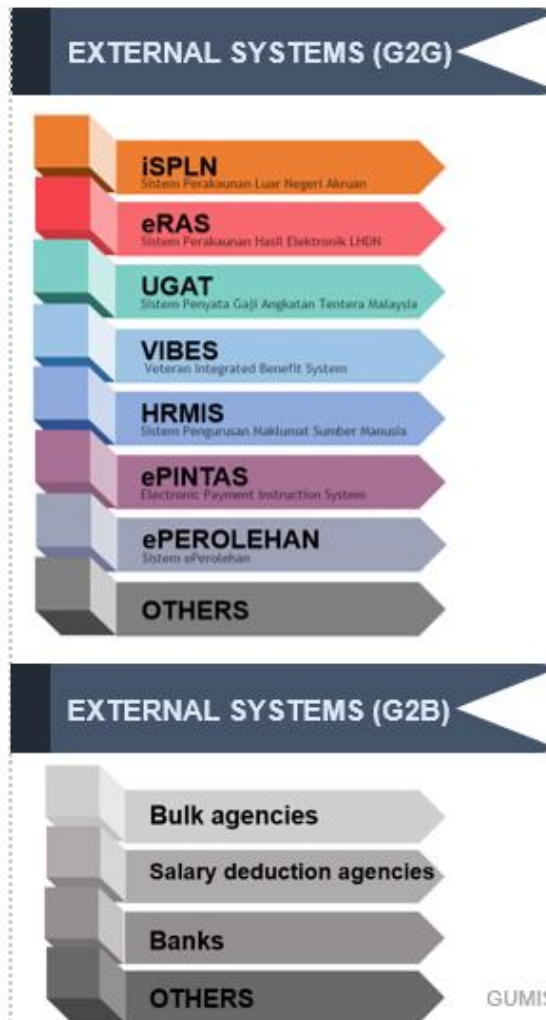 EXTERNAL SYSTEMS (G2G)
iSPLN
Sistem Perakaunan Luar Negeri Akruan
eRAS
Sistem Perakaunan Hasil Elektronik LHDN
UGAT
Sistem Penyata Gaji Angkatan Tentera Malaysia
VIBES
Veteran Integrated Benefit System
HRMIS
Sistem Pengurusan Maklumat Sumber Manusia
ePINTAS
Electronic Payment Instruction System
ePEROLEHAN
Sistem ePerolehan
OTHERS
EXTERNAL SYSTEMS (G2B)
Bulk agencies
Salary deduction agencies
Banks
OTHERS
GUMIS